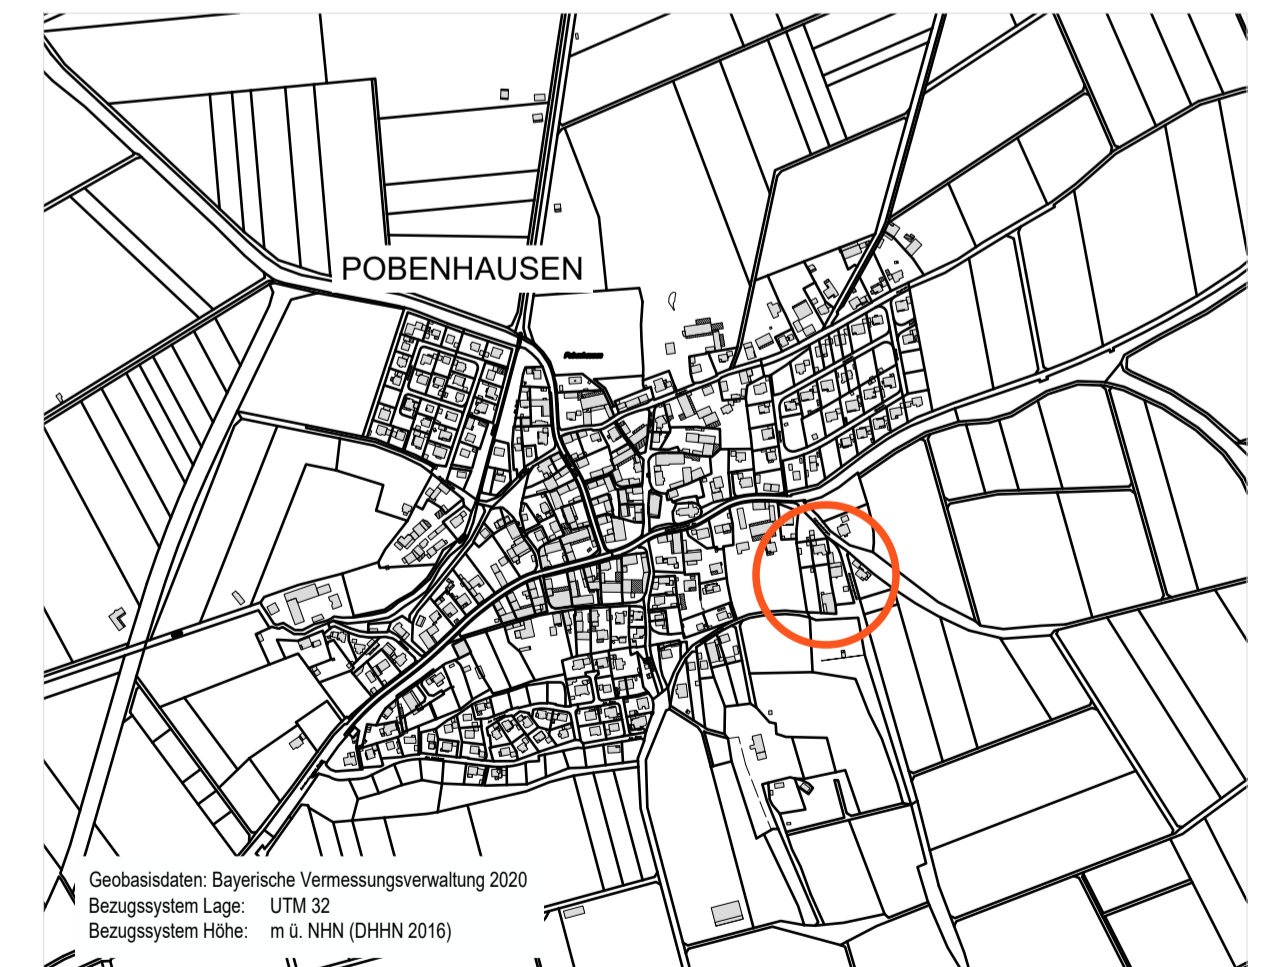 POBENHAUSEN
Geobasisdaten: Bayerische Vermessungsverwaltung 2020
Bezugssystem Lage: UTM 32
Bezugssystem Höhe: m ü. NHN (DHHN 2016)